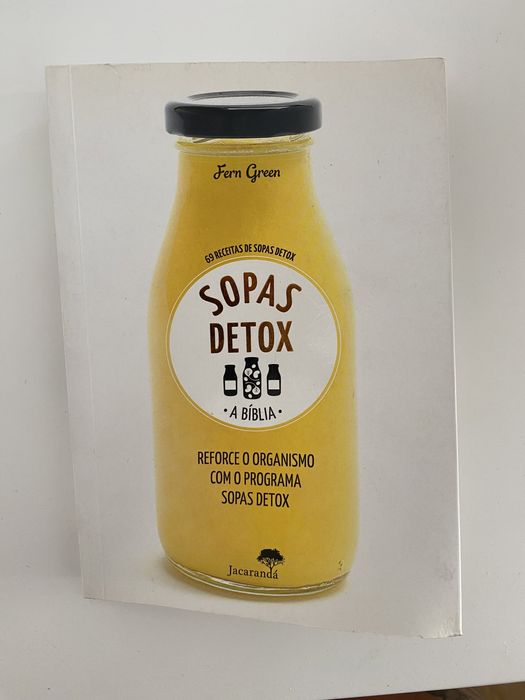 Fern Green
69 RECEITAS DE SOPAS DETOX
SOPAS
DETOX
• A BÍBLIA •
REFORCE O ORGANISMO
COM O PROGRAMA
SOPAS DETOX
Jacarandá